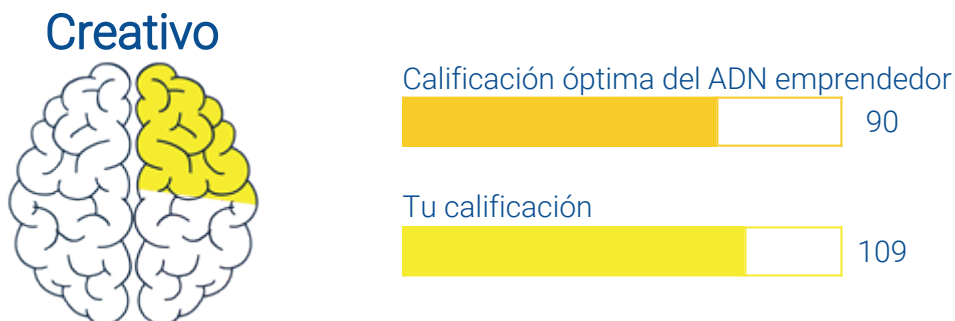 Creativo
Calificación óptima del ADN emprendedor
90
Tu calificación
109